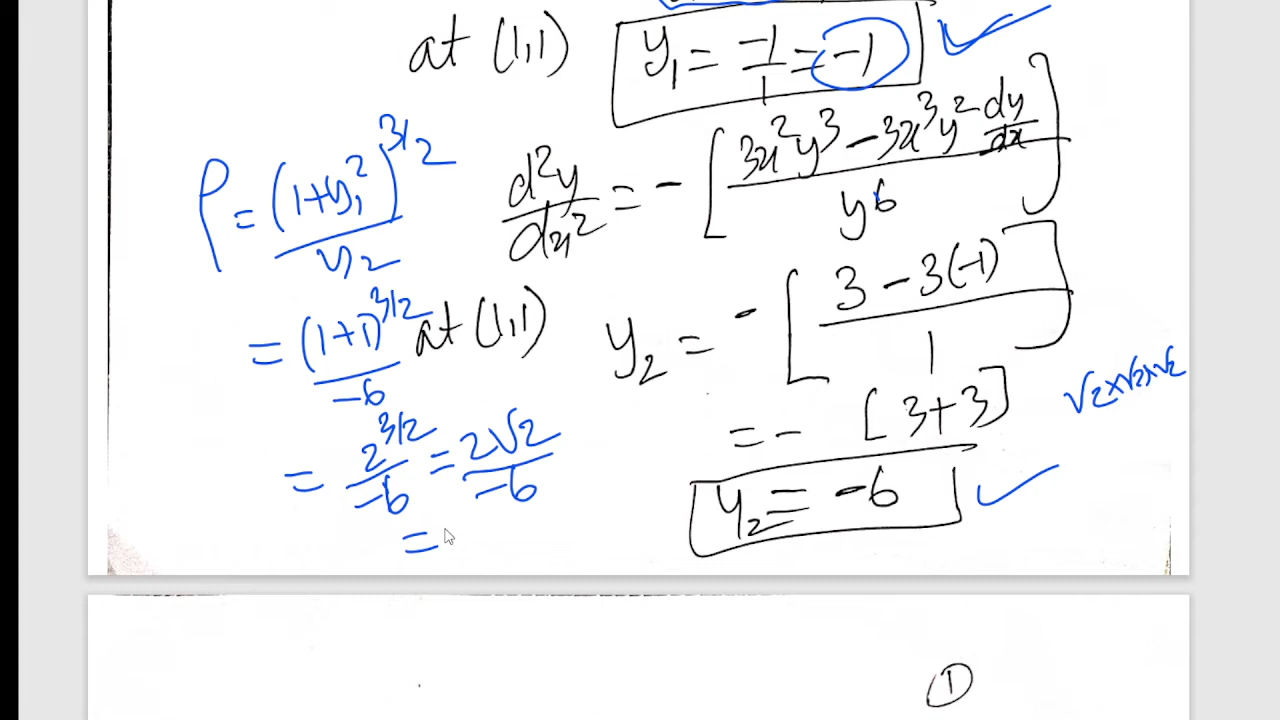 at (1,1) y₁ = -1/1 = -1
ρ = (1+y₁²)^3/2 / y₂
d²y/dx² = - [3x²y³ - 3x³y² dy/dx / y⁶]
= (1+1)^3/2 / -6
at (1,1) y₂ = - [3 - 3(-1) / 1]
√2×√2×√2
= - [3+3]
= 2^3/2 / -6 = 2√2 / -6
y₂ = -6
=
①